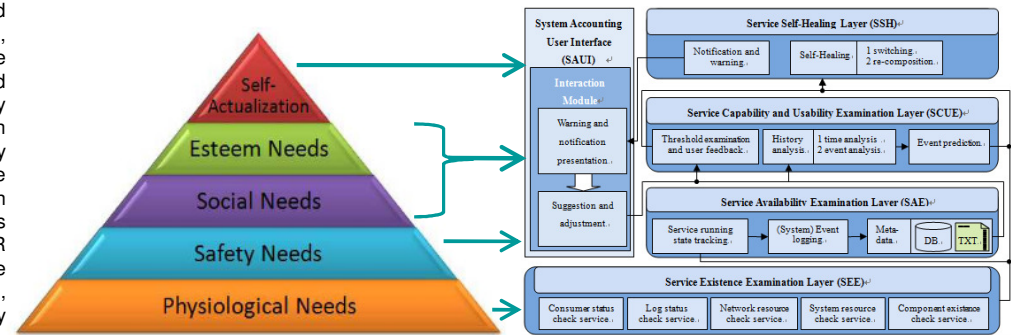 d
,
e
d
y
n
y
e
n
s
R
e
,
y
Self-
Actualization
Esteem Needs
Social Needs
Safety Needs
Physiological Needs
System Accounting
User Interface
(SAUI)
Interaction
Module
Warning and
notification
presentation.
Suggestion and
adjustment.
Service Self-Healing Layer (SSH)
Notification and
warning.
Self-Healing
1 switching.
2 re-composition.
Service Capability and Usability Examination Layer (SCUE)
Threshold examination
and user feedback.
History
analysis.
1 time analysis
2 event analysis.
Event prediction.
Service Availability Examination Layer (SAE)
Service running
state tracking.
(System) Event
logging.
Meta-
data.
DB.
TXT
Service Existence Examination Layer (SEE)
Consumer status
check service.
Log status
check service.
Network resource
check service.
System resource
check service.
Component existence
check service.